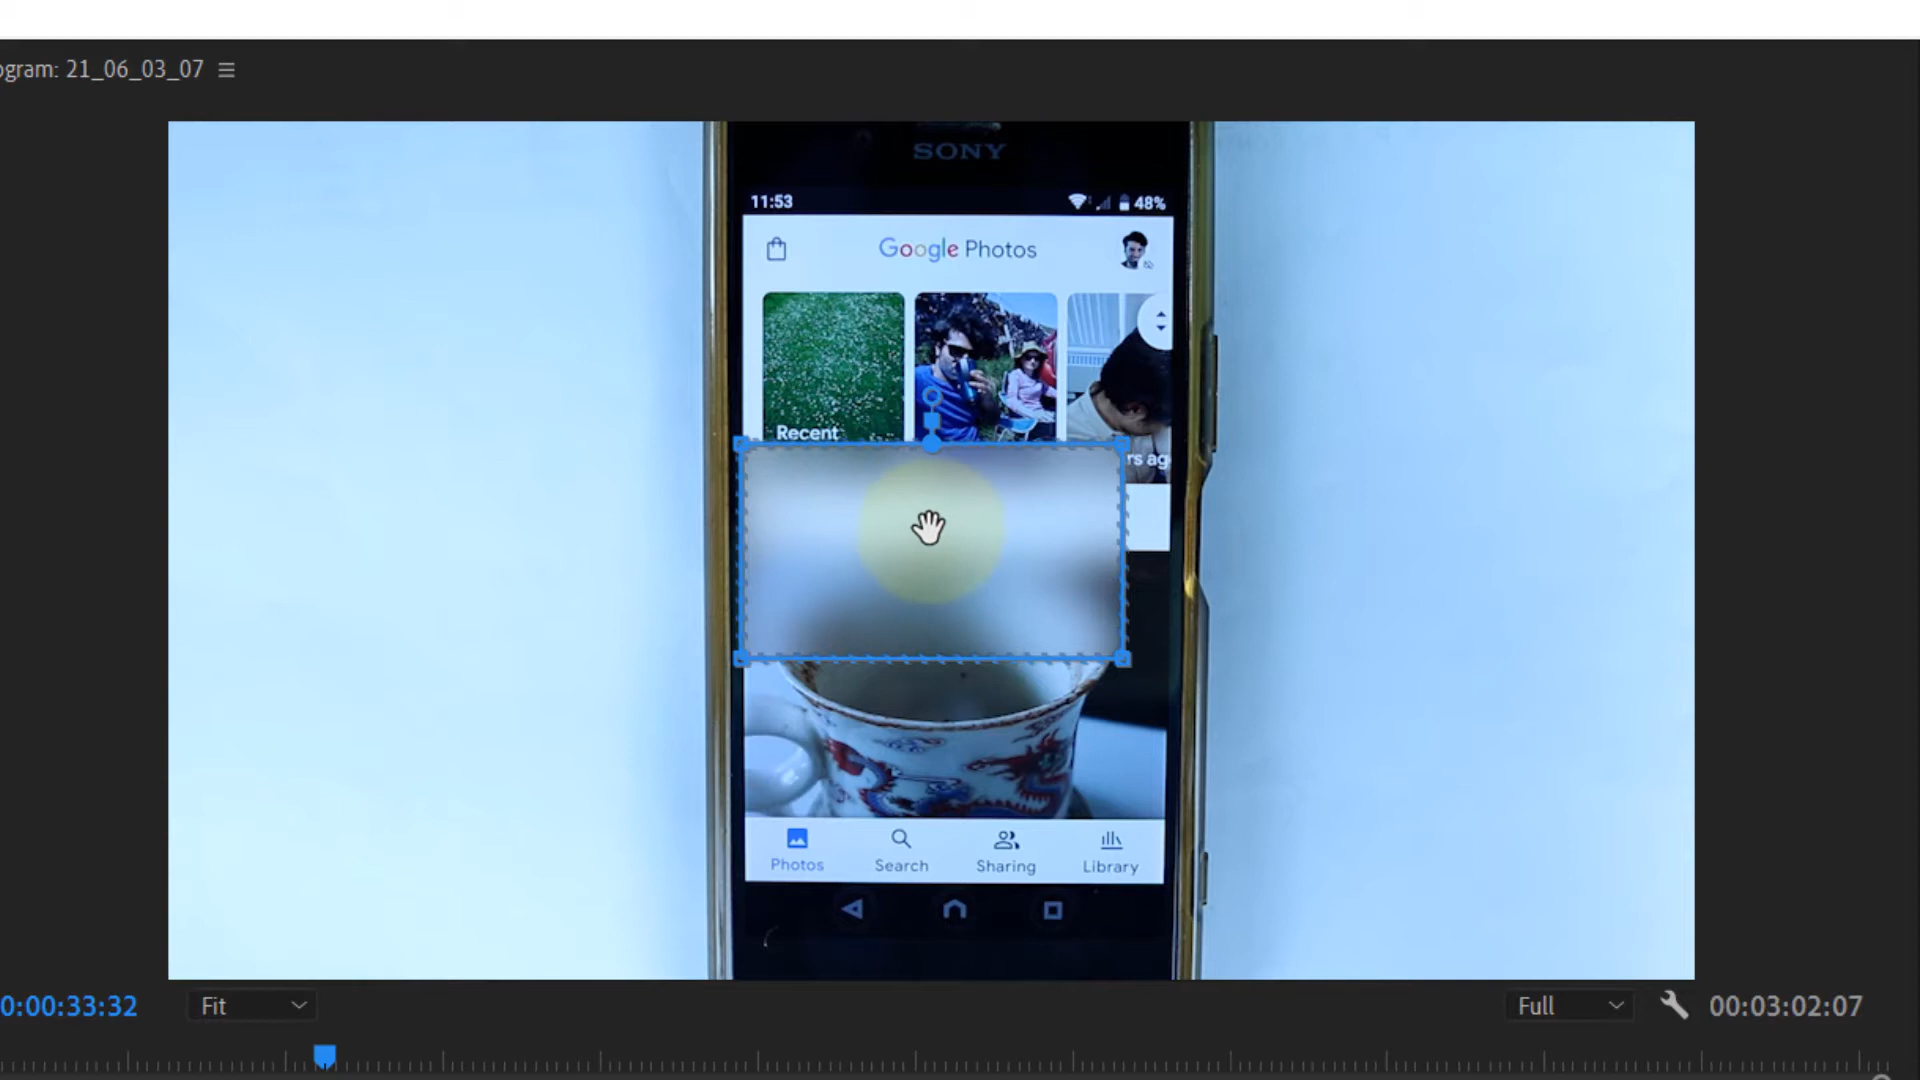 ogram: 21_06_03_07
SONY
11:53
48%
Google Photos
Recent
rs ag
Photos
Search
Sharing
Library
0:00:33:32
Fit
Full
00:03:02:07